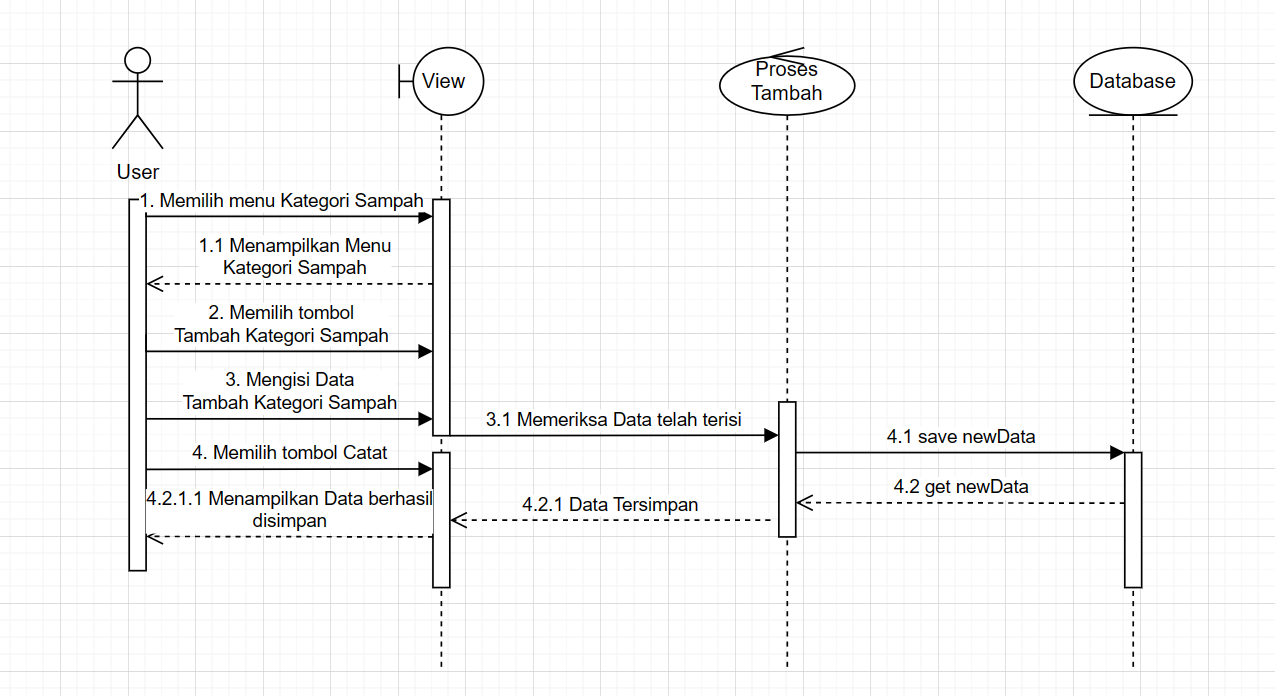 User
View
Proses
Tambah
Database
1. Memilih menu Kategori Sampah
1.1 Menampilkan Menu
Kategori Sampah
2. Memilih tombol
Tambah Kategori Sampah
3. Mengisi Data
Tambah Kategori Sampah
3.1 Memeriksa Data telah terisi
4. Memilih tombol Catat
4.1 save newData
4.2 get newData
4.2.1 Data Tersimpan
4.2.1.1 Menampilkan Data berhasil
disimpan